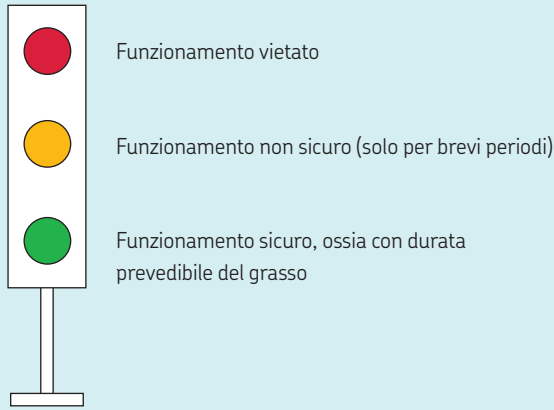 Funzionamento vietato
Funzionamento non sicuro (solo per brevi periodi)
Funzionamento sicuro, ossia con durata
prevedibile del grasso